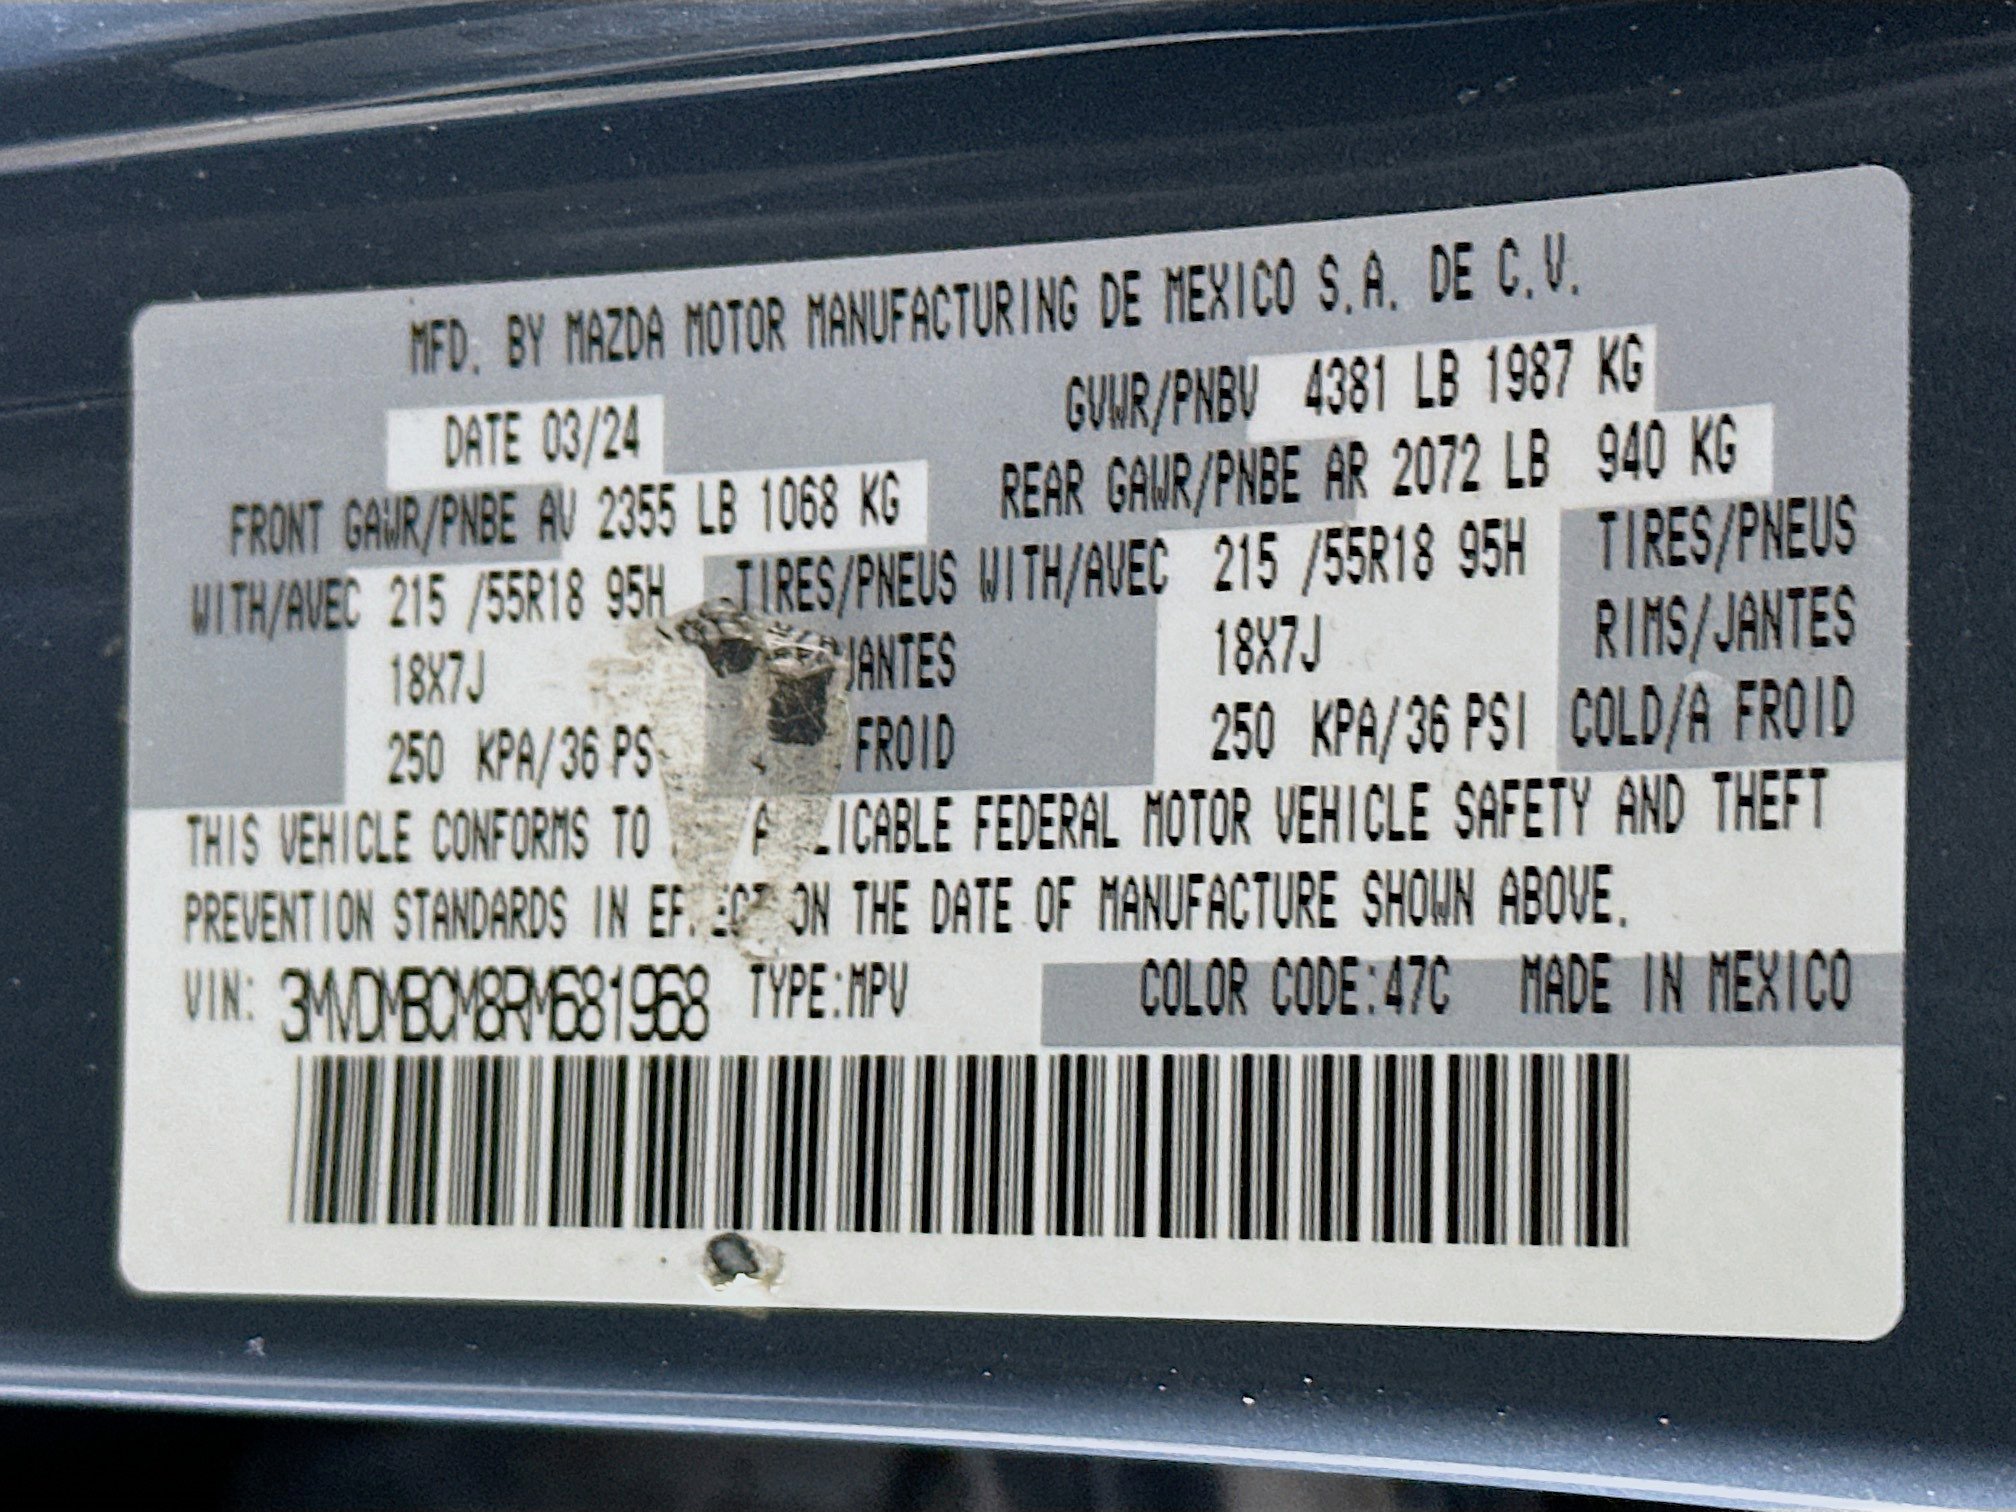 MFD. BY MAZDA MOTOR MANUFACTURING DE MEXICO S.A. DE C.V.
DATE 03/24 GVWR/PNBV 4381 LB 1987 KG
FRONT GAWR/PNBE AV 2355 LB 1068 KG REAR GAWR/PNBE AR 2072 LB 940 KG
WITH/AVEC 215 /55R18 95H TIRES/PNEUS WITH/AVEC 215 /55R18 95H TIRES/PNEUS
18X7J JANTES 18X7J RIMS/JANTES
250 KPA/36 PS FROID 250 KPA/36 PSI COLD/A FROID
THIS VEHICLE CONFORMS TO LICABLE FEDERAL MOTOR VEHICLE SAFETY AND THEFT
PREVENTION STANDARDS IN EFFECT ON THE DATE OF MANUFACTURE SHOWN ABOVE.
VIN: 3MVDMBCM8RM681968 TYPE:MPV COLOR CODE:47C MADE IN MEXICO